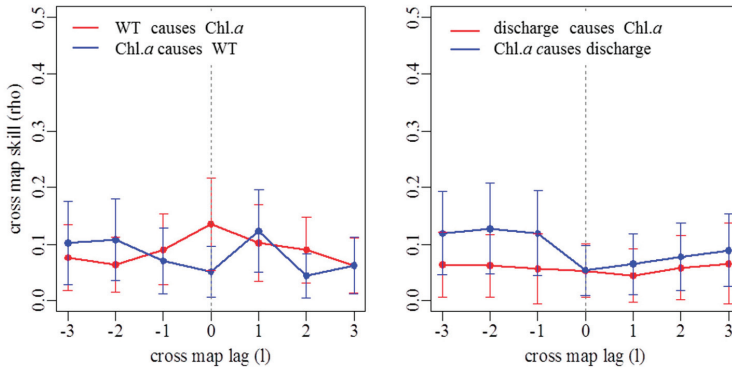 WT causes Chl.a
Chl.a causes WT
cross map skill (rho)
0.0 0.1 0.2 0.3 0.4 0.5
-3 -2 -1 0 1 2 3
cross map lag (l)
discharge causes Chl.a
Chl.a causes discharge
0.0 0.1 0.2 0.3 0.4 0.5
-3 -2 -1 0 1 2 3
cross map lag (l)